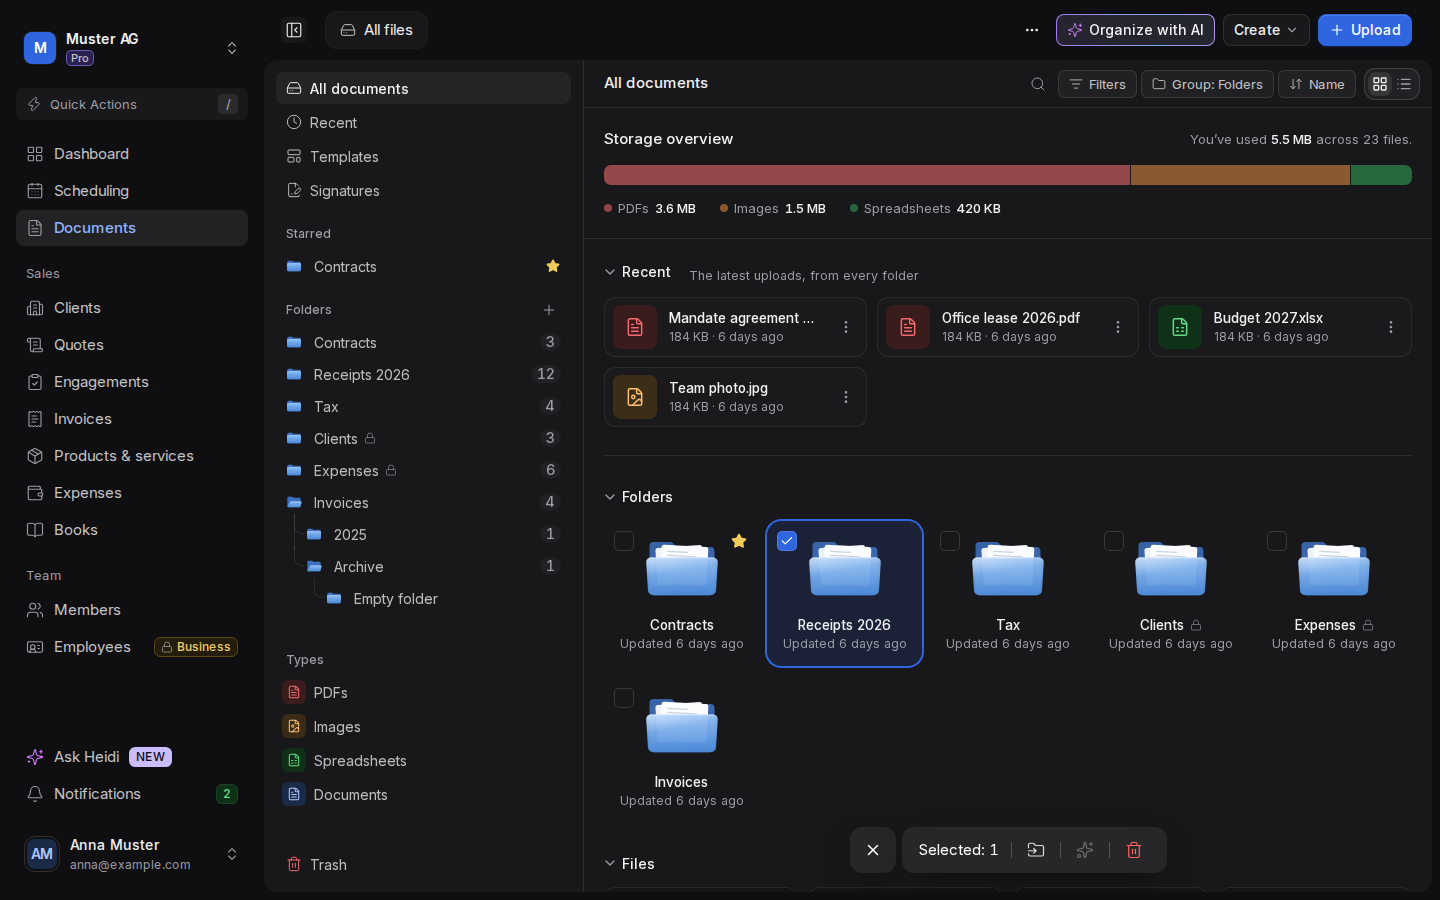 M
Muster AG
Pro
Quick Actions
/
Dashboard
Scheduling
Documents
Sales
Clients
Quotes
Engagements
Invoices
Products & services
Expenses
Books
Team
Members
Employees
Business
Ask Heidi
NEW
Notifications
2
AM
Anna Muster
anna@example.com
All files
Organize with AI
Create
Upload
All documents
Recent
Templates
Signatures
Starred
Contracts
Folders
Contracts
3
Receipts 2026
12
Tax
4
Clients
3
Expenses
6
Invoices
4
2025
1
Archive
1
Empty folder
Types
PDFs
Images
Spreadsheets
Documents
Trash
All documents
Filters
Group: Folders
Name
Storage overview
You've used 5.5 MB across 23 files.
PDFs 3.6 MB
Images 1.5 MB
Spreadsheets 420 KB
Recent
The latest uploads, from every folder
Mandate agreement ...
184 KB · 6 days ago
Office lease 2026.pdf
184 KB · 6 days ago
Budget 2027.xlsx
184 KB · 6 days ago
Team photo.jpg
184 KB · 6 days ago
Folders
Contracts
Updated 6 days ago
Receipts 2026
Updated 6 days ago
Tax
Updated 6 days ago
Clients
Updated 6 days ago
Expenses
Updated 6 days ago
Invoices
Updated 6 days ago
Files
Selected: 1